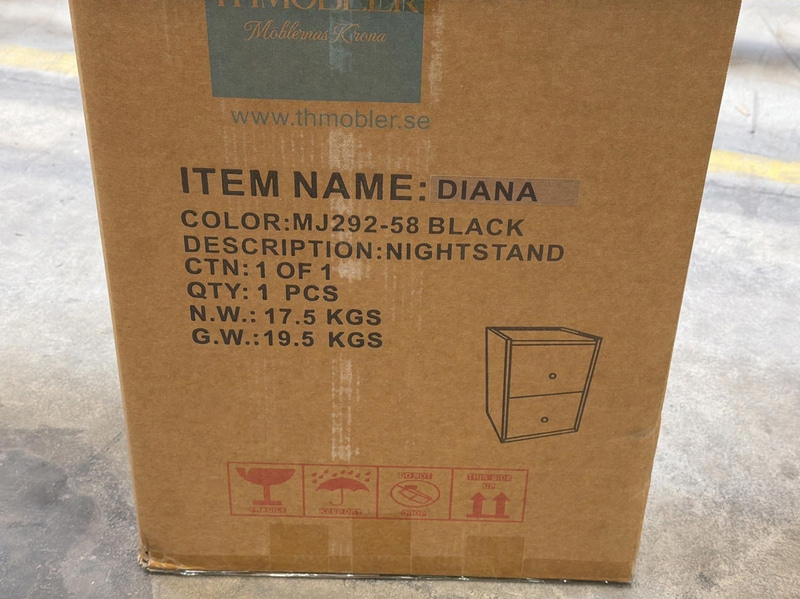 THMOBLER
Möblernas Krona
www.thmobler.se
ITEM NAME: DIANA
COLOR:MJ292-58 BLACK
DESCRIPTION:NIGHTSTAND
CTN: 1 OF 1
QTY: 1 PCS
N.W.: 17.5 KGS
G.W.:19.5 KGS
FRAGILE
KEEP DRY
DO NOT
DROP
THIS SIDE
UP